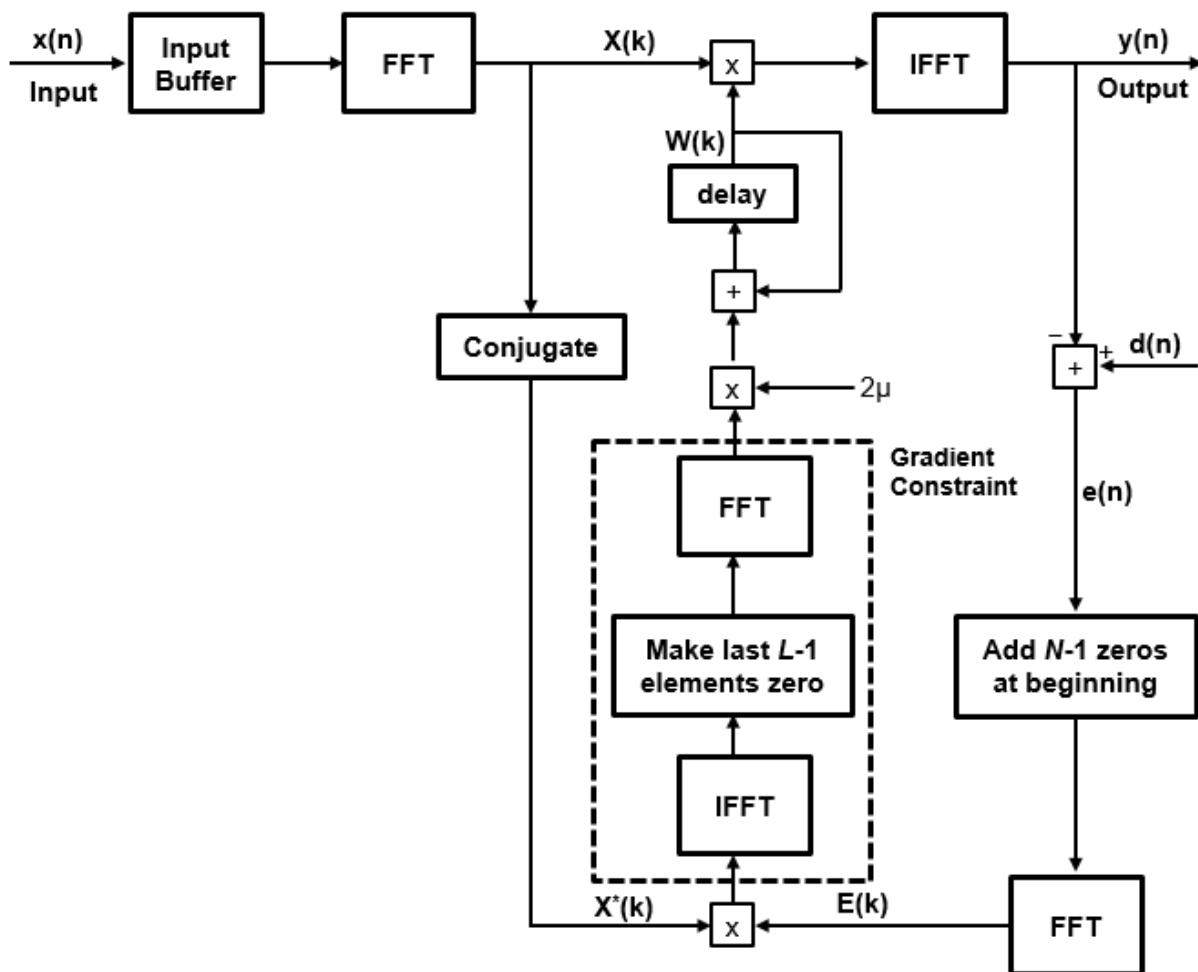 x(n)
Input
Input
Buffer
FFT
X(k)
x
IFFT
y(n)
Output
W(k)
delay
+
Conjugate
x
2μ
−
+
+
d(n)
Gradient
Constraint
FFT
e(n)
Make last L-1
elements zero
Add N-1 zeros
at beginning
IFFT
X*(k)
x
E(k)
FFT